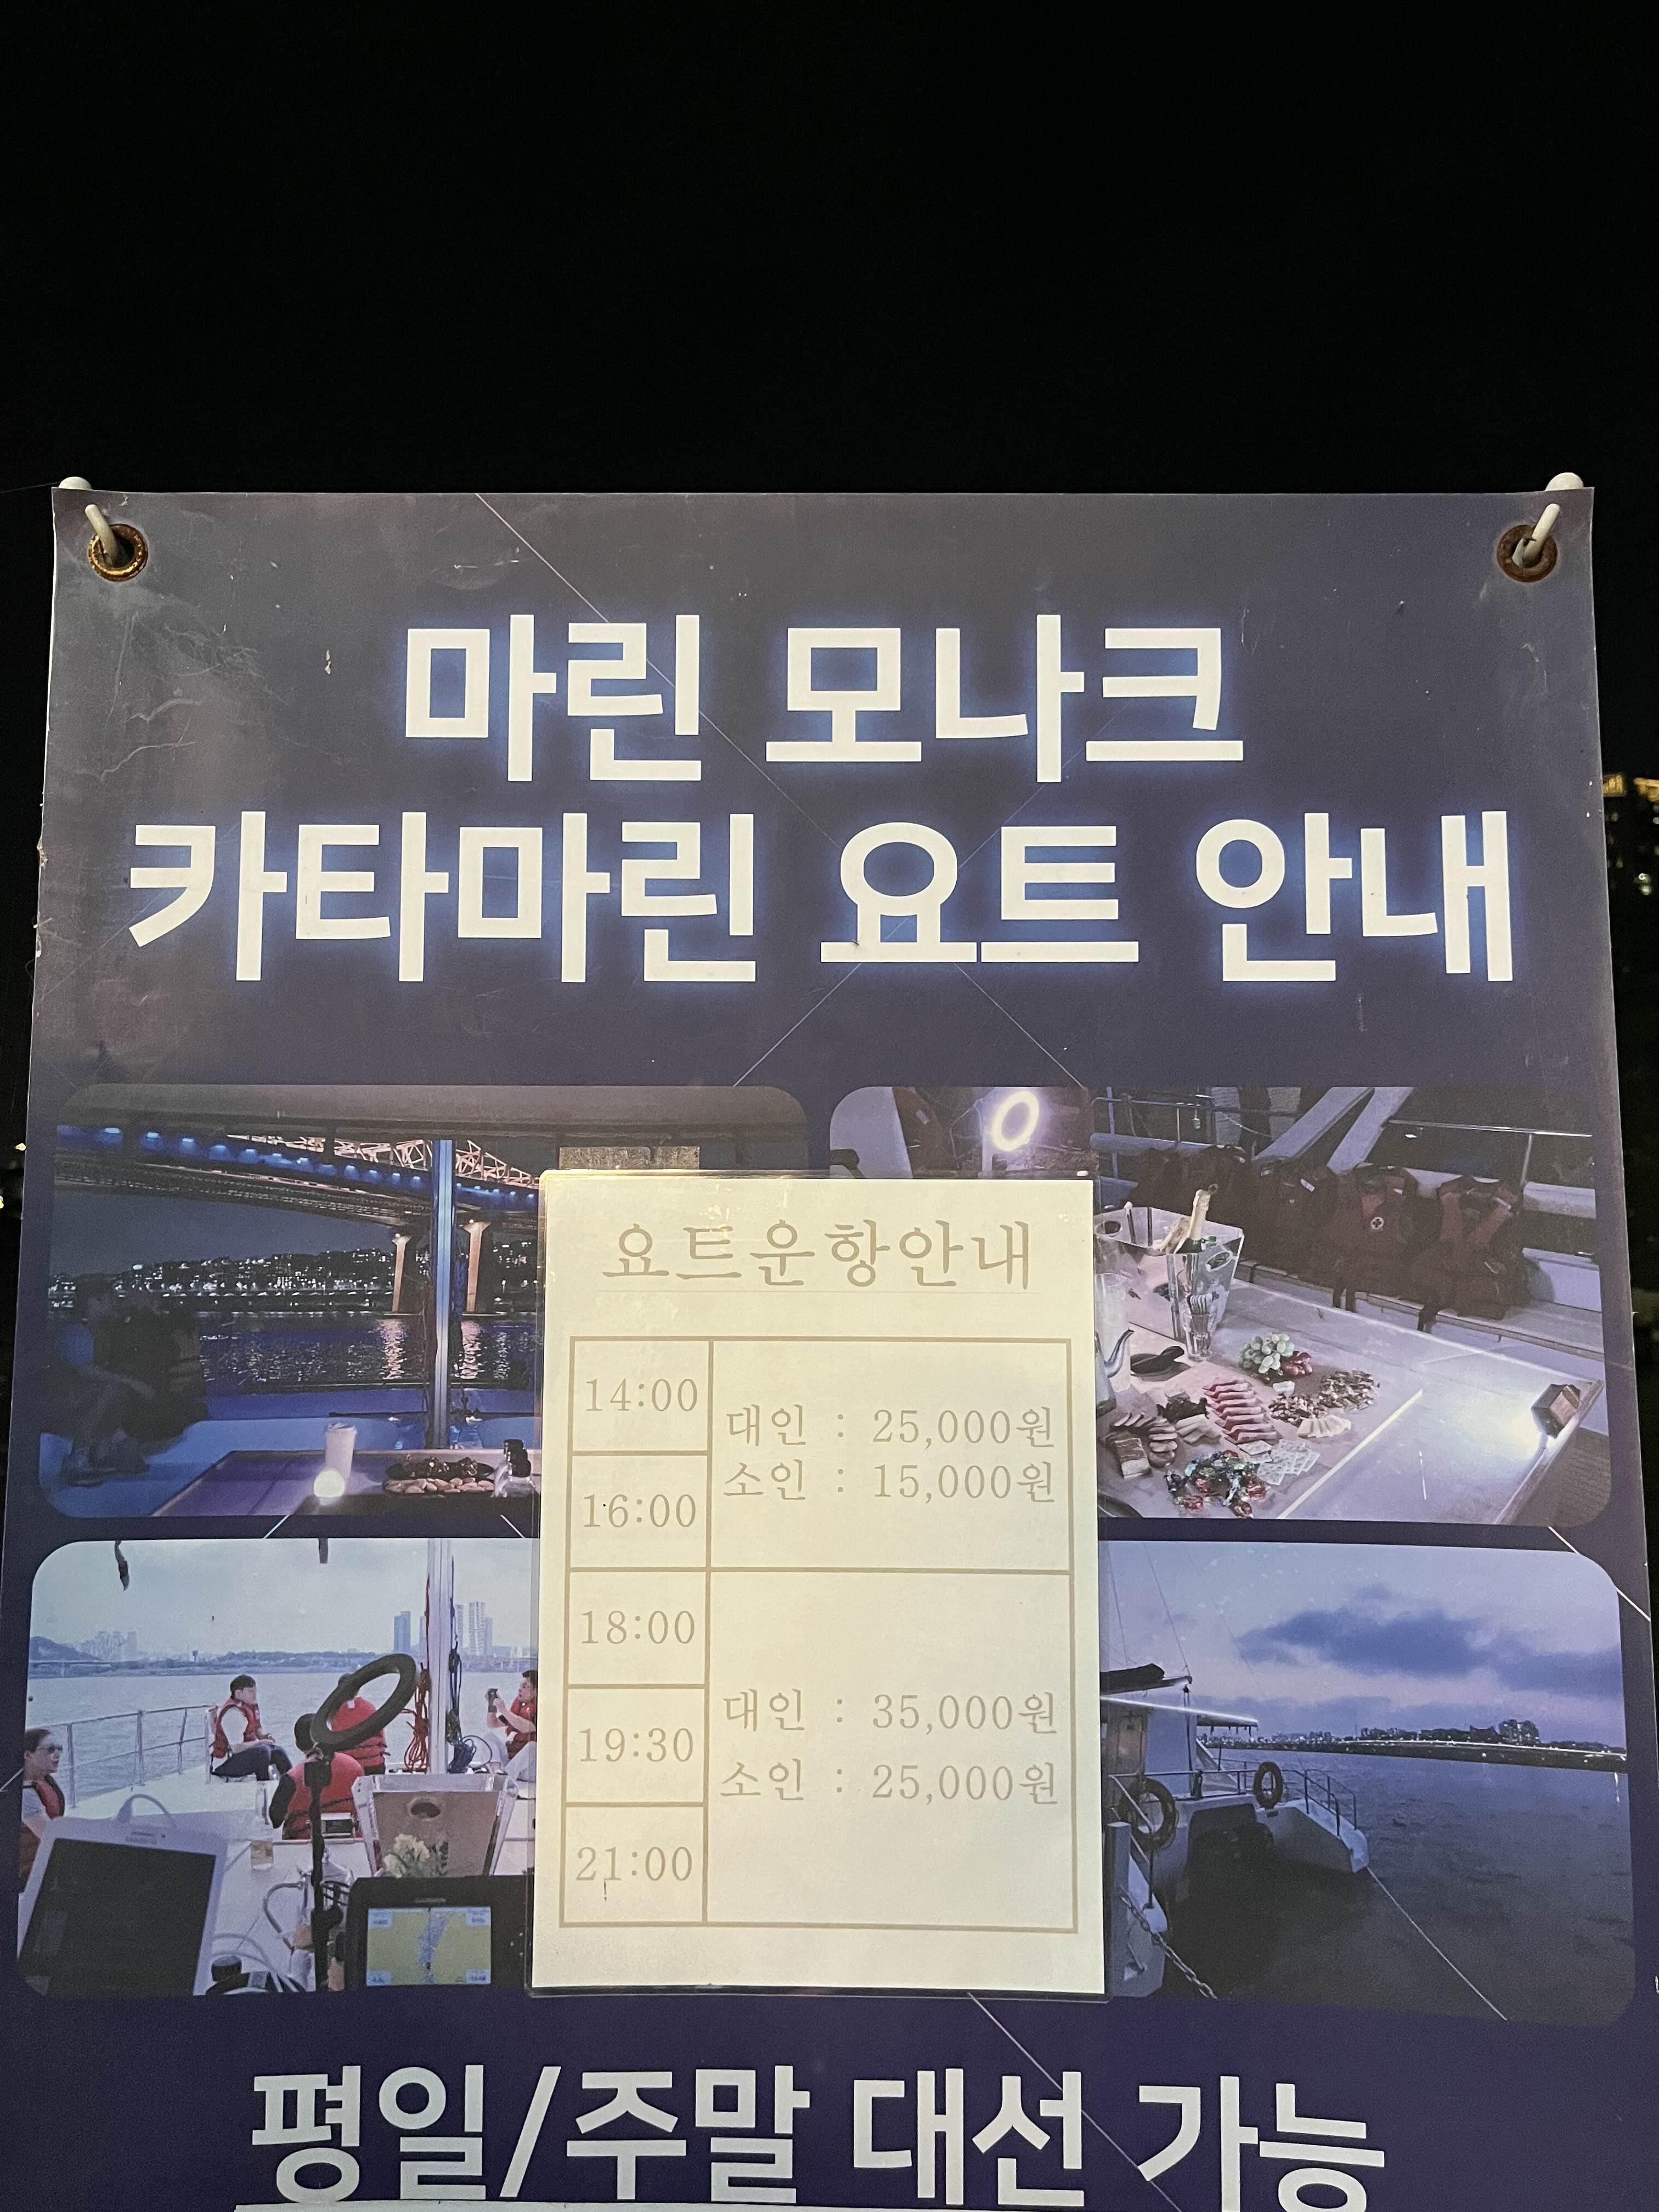 마린 모나크
카타마린 요트 안내
요트운항안내
14:00
대인 : 25,000원
소인 : 15,000원
16:00
18:00
19:30
대인 : 35,000원
소인 : 25,000원
21:00
평일/주말 대선 가능